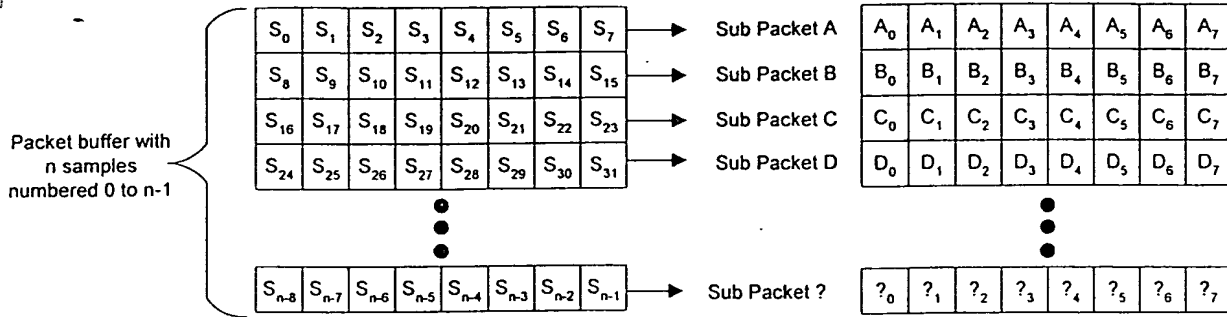 S₀ S₁ S₂ S₃ S₄ S₅ S₆ S₇ Sub Packet A A₀ A₁ A₂ A₃ A₄ A₅ A₆ A₇
S₈ S₉ S₁₀ S₁₁ S₁₂ S₁₃ S₁₄ S₁₅ Sub Packet B B₀ B₁ B₂ B₃ B₄ B₅ B₆ B₇
S₁₆ S₁₇ S₁₈ S₁₉ S₂₀ S₂₁ S₂₂ S₂₃ Sub Packet C C₀ C₁ C₂ C₃ C₄ C₅ C₆ C₇
S₂₄ S₂₅ S₂₆ S₂₇ S₂₈ S₂₉ S₃₀ S₃₁ Sub Packet D D₀ D₁ D₂ D₃ D₄ D₅ D₆ D₇
Packet buffer with
n samples
numbered 0 to n-1
Sₙ₋₈ Sₙ₋₇ Sₙ₋₆ Sₙ₋₅ Sₙ₋₄ Sₙ₋₃ Sₙ₋₂ Sₙ₋₁ Sub Packet ? ?₀ ?₁ ?₂ ?₃ ?₄ ?₅ ?₆ ?₇